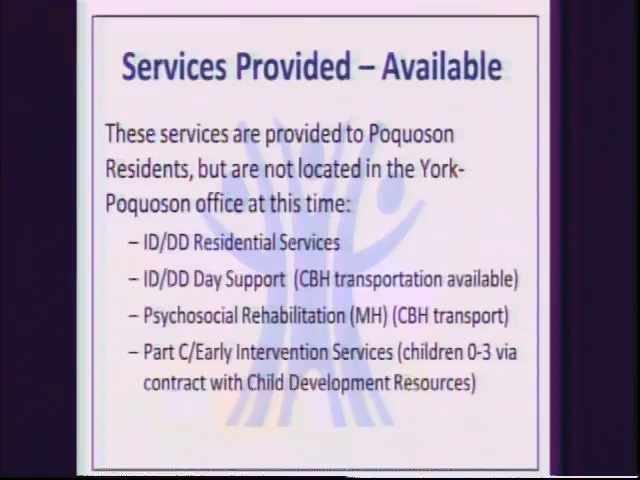 Services Provided – Available
These services are provided to Poquoson
Residents, but are not located in the York-
Poquoson office at this time:
– ID/DD Residential Services
– ID/DD Day Support (CBH transportation available)
– Psychosocial Rehabilitation (MH) (CBH transport)
– Part C/Early Intervention Services (children 0-3 via
contract with Child Development Resources)